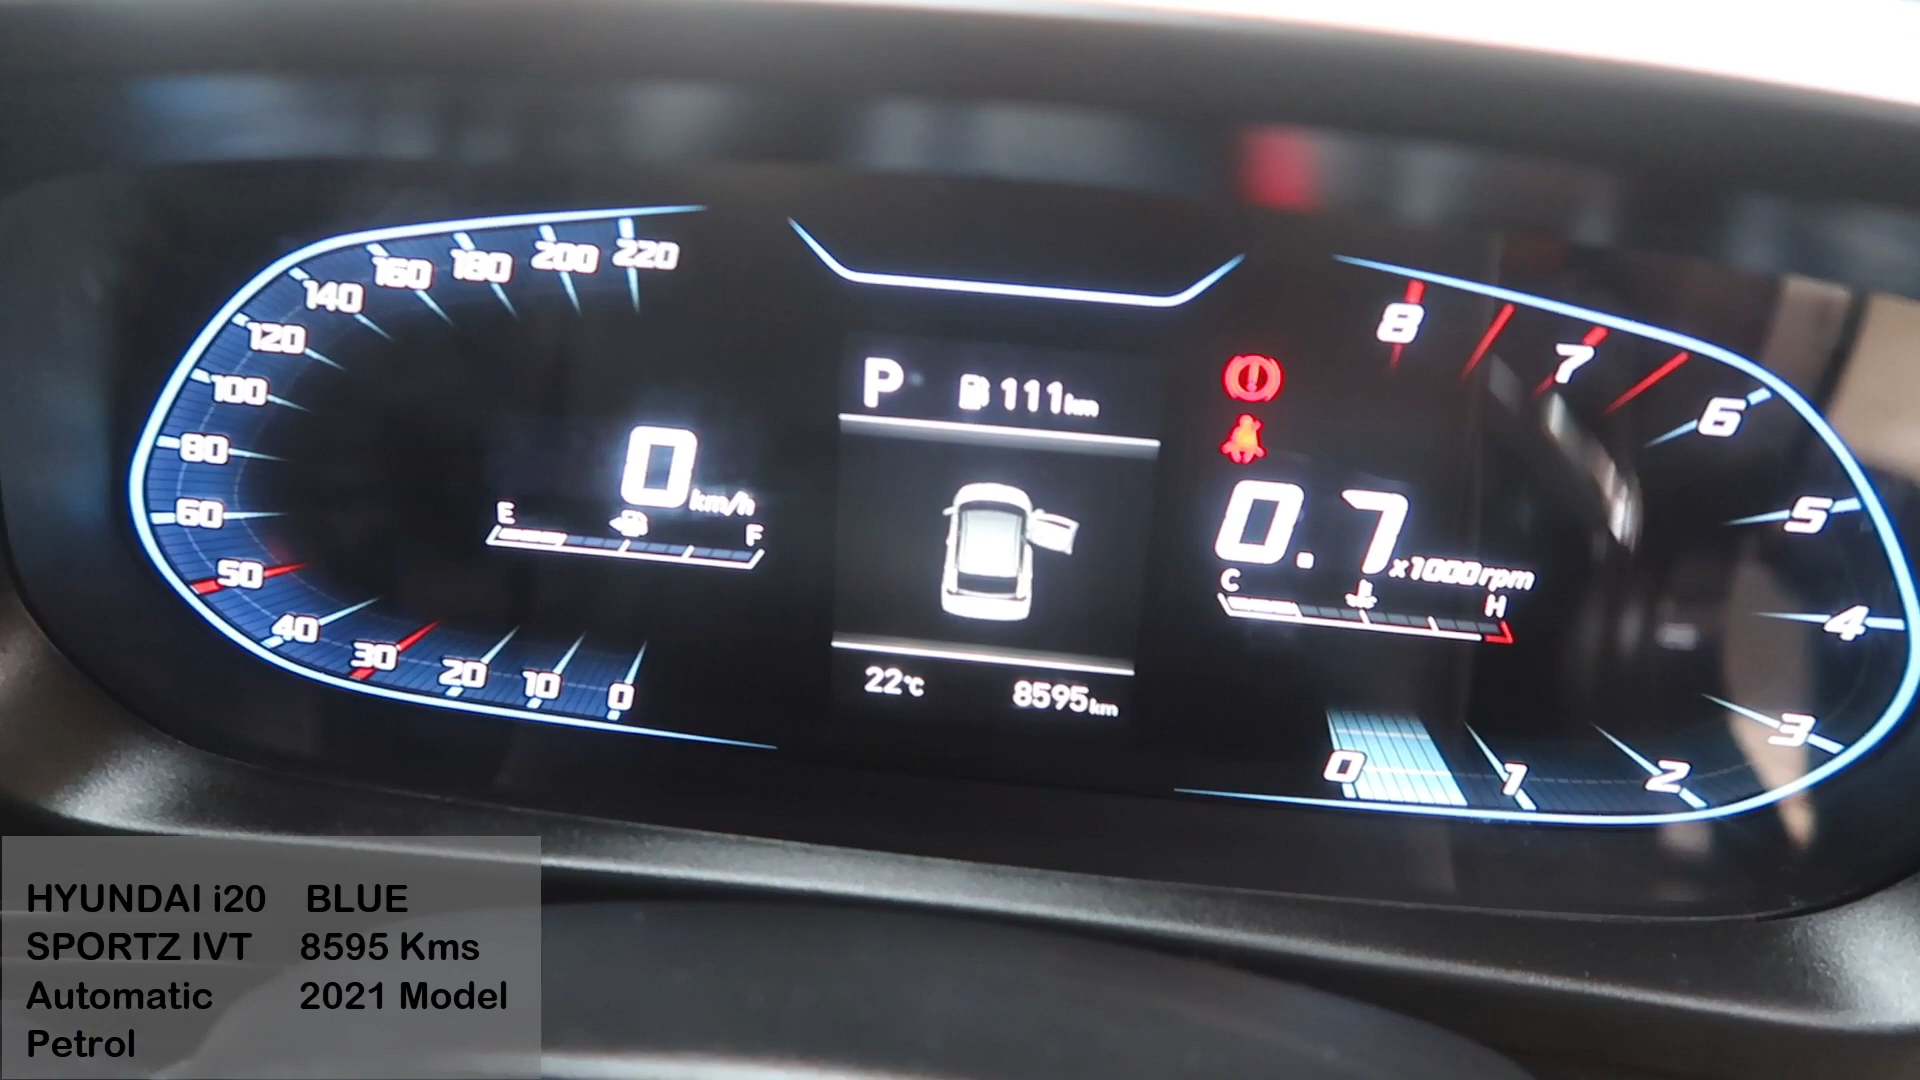 220
200
180
160
140
120
100
80
60
50
40
30
20
10
0
0 km/h
E F
P 111km
22°C 8595km
0.7 x1000rpm
C H
8
7
6
5
4
3
2
1
0
HYUNDAI i20 BLUE
SPORTZ IVT 8595 Kms
Automatic 2021 Model
Petrol